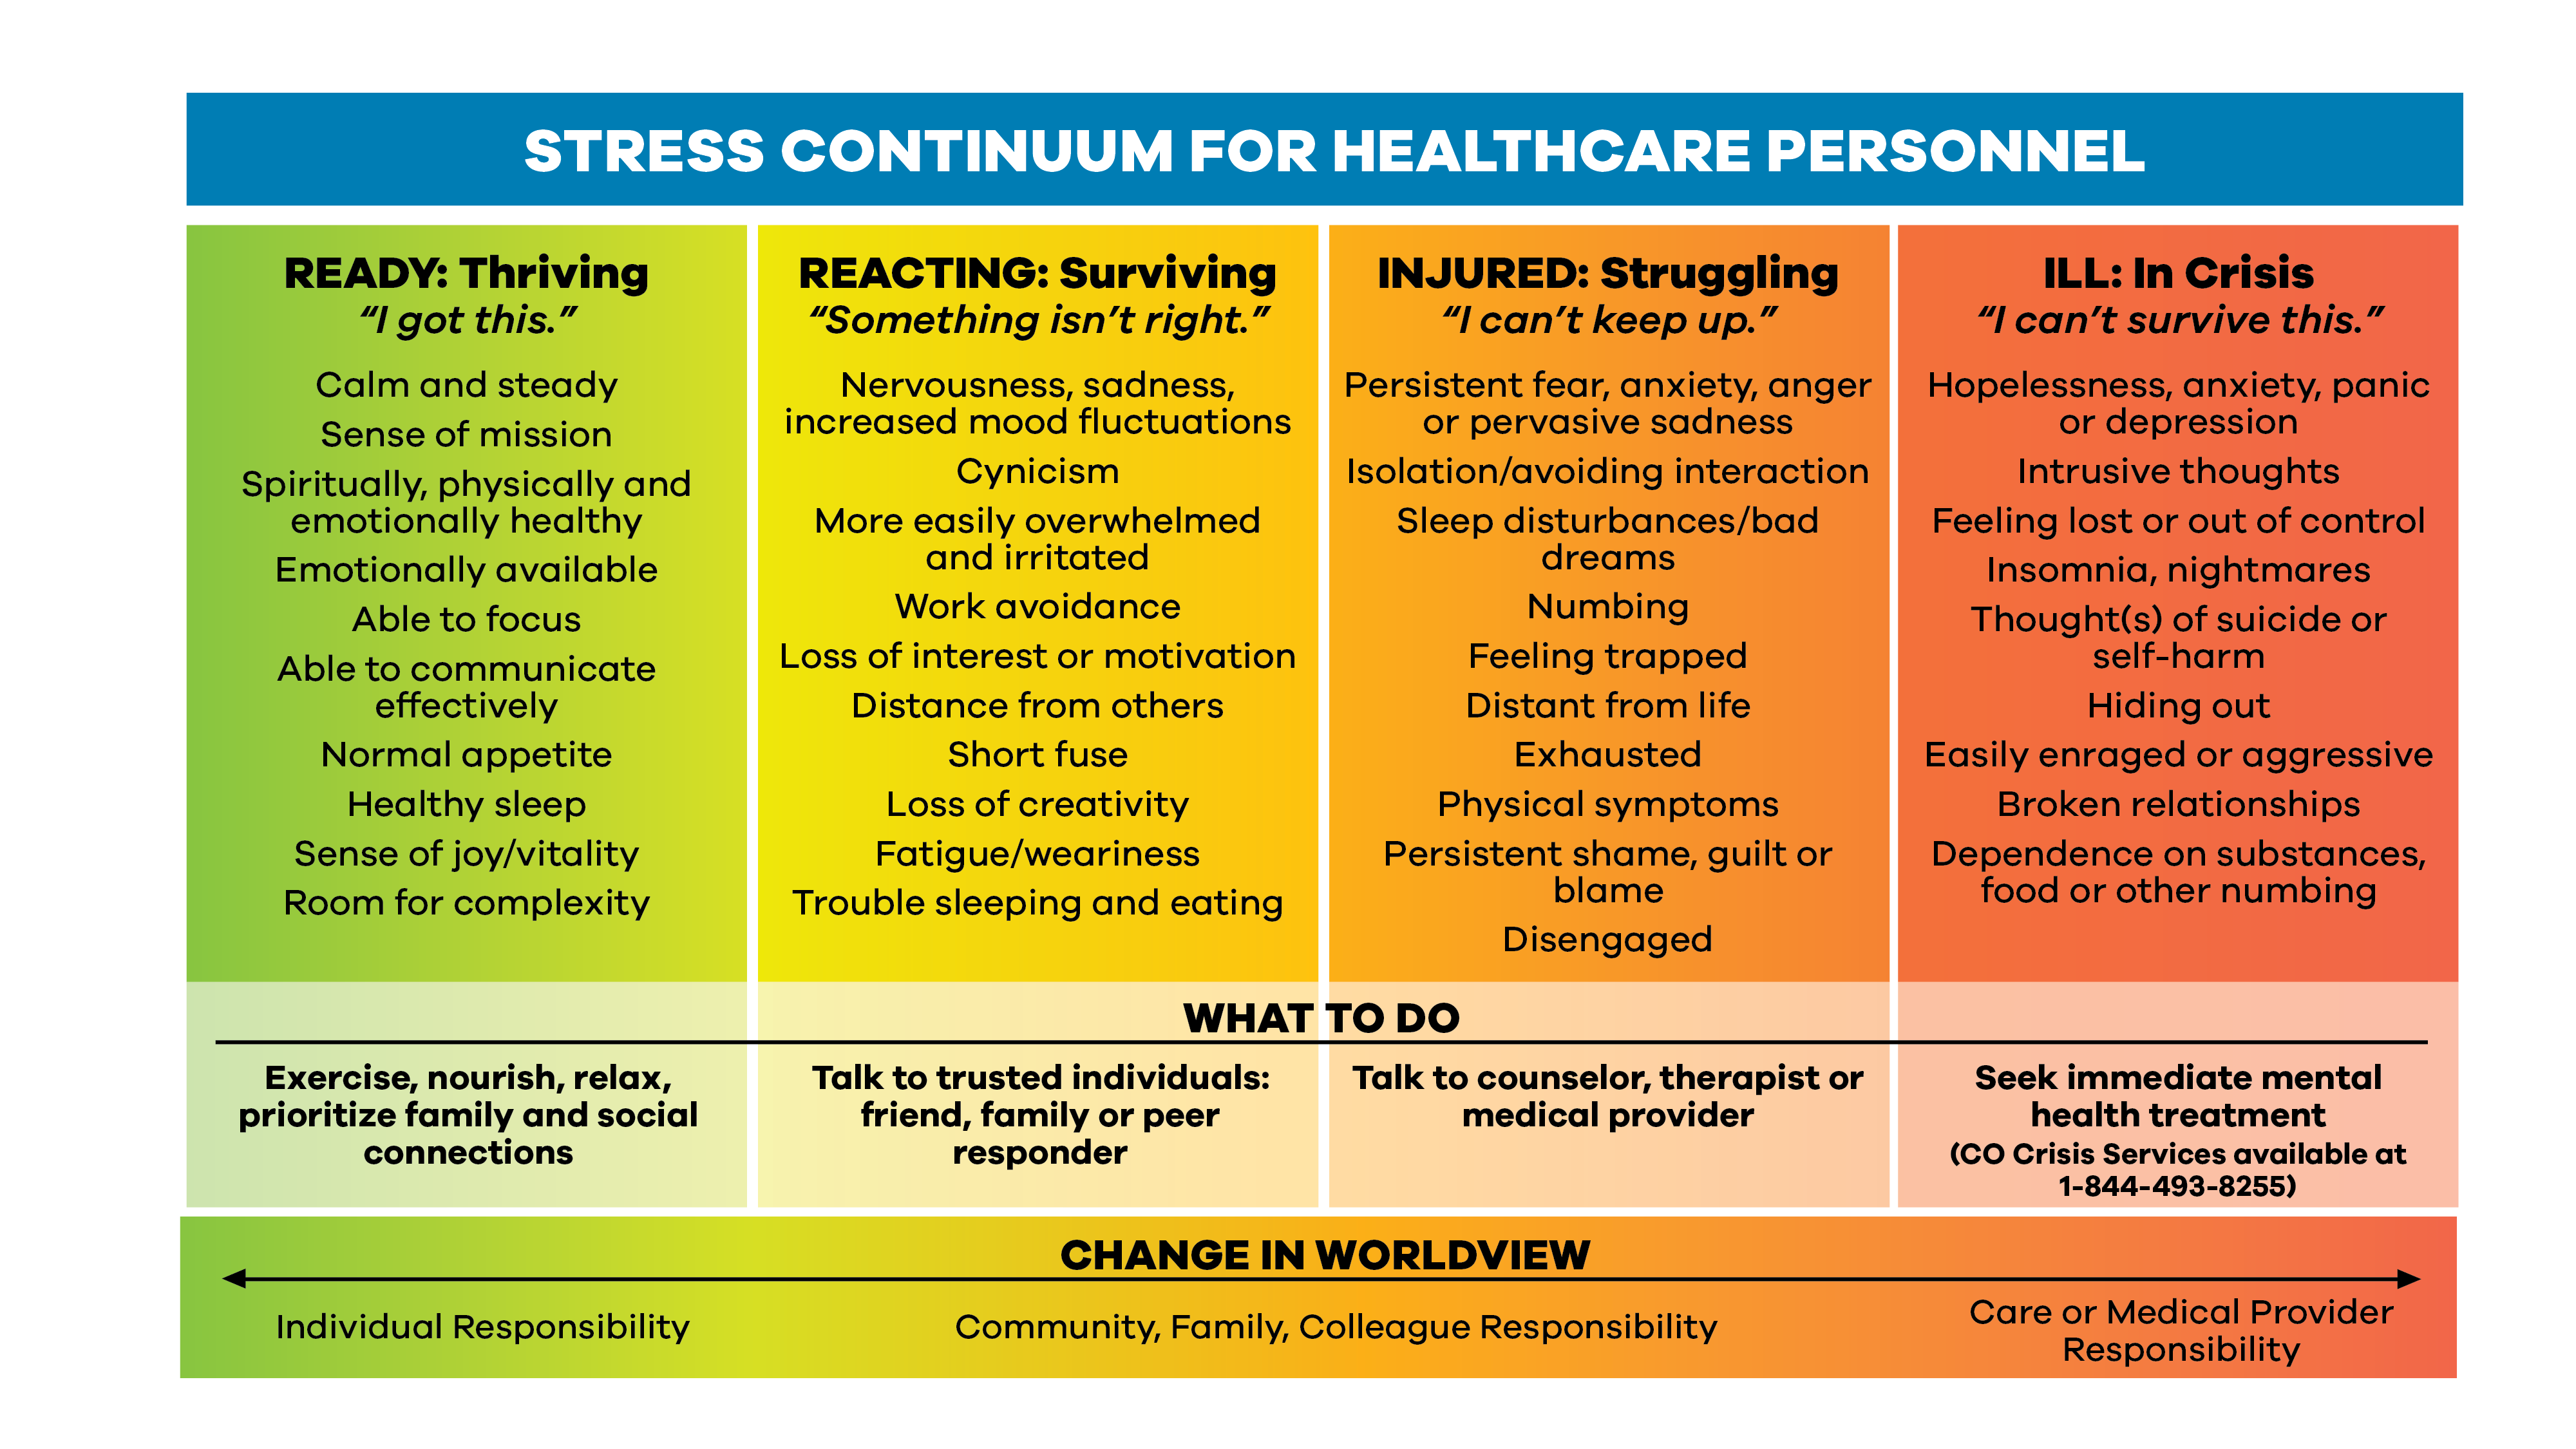 STRESS CONTINUUM FOR HEALTHCARE PERSONNEL
READY: Thriving
“I got this.”
Calm and steady
Sense of mission
Spiritually, physically and
emotionally healthy
Emotionally available
Able to focus
Able to communicate
effectively
Normal appetite
Healthy sleep
Sense of joy/vitality
Room for complexity
REACTING: Surviving
“Something isn’t right.”
Nervousness, sadness,
increased mood fluctuations
Cynicism
More easily overwhelmed
and irritated
Work avoidance
Loss of interest or motivation
Distance from others
Short fuse
Loss of creativity
Fatigue/weariness
Trouble sleeping and eating
INJURED: Struggling
“I can’t keep up.”
Persistent fear, anxiety, anger
or pervasive sadness
Isolation/avoiding interaction
Sleep disturbances/bad
dreams
Numbing
Feeling trapped
Distant from life
Exhausted
Physical symptoms
Persistent shame, guilt or
blame
Disengaged
ILL: In Crisis
“I can’t survive this.”
Hopelessness, anxiety, panic
or depression
Intrusive thoughts
Feeling lost or out of control
Insomnia, nightmares
Thought(s) of suicide or
self-harm
Hiding out
Easily enraged or aggressive
Broken relationships
Dependence on substances,
food or other numbing
WHAT TO DO
Exercise, nourish, relax,
prioritize family and social
connections
Talk to trusted individuals:
friend, family or peer
responder
Talk to counselor, therapist or
medical provider
Seek immediate mental
health treatment
(CO Crisis Services available at
1-844-493-8255)
CHANGE IN WORLDVIEW
Individual Responsibility
Community, Family, Colleague Responsibility
Care or Medical Provider
Responsibility